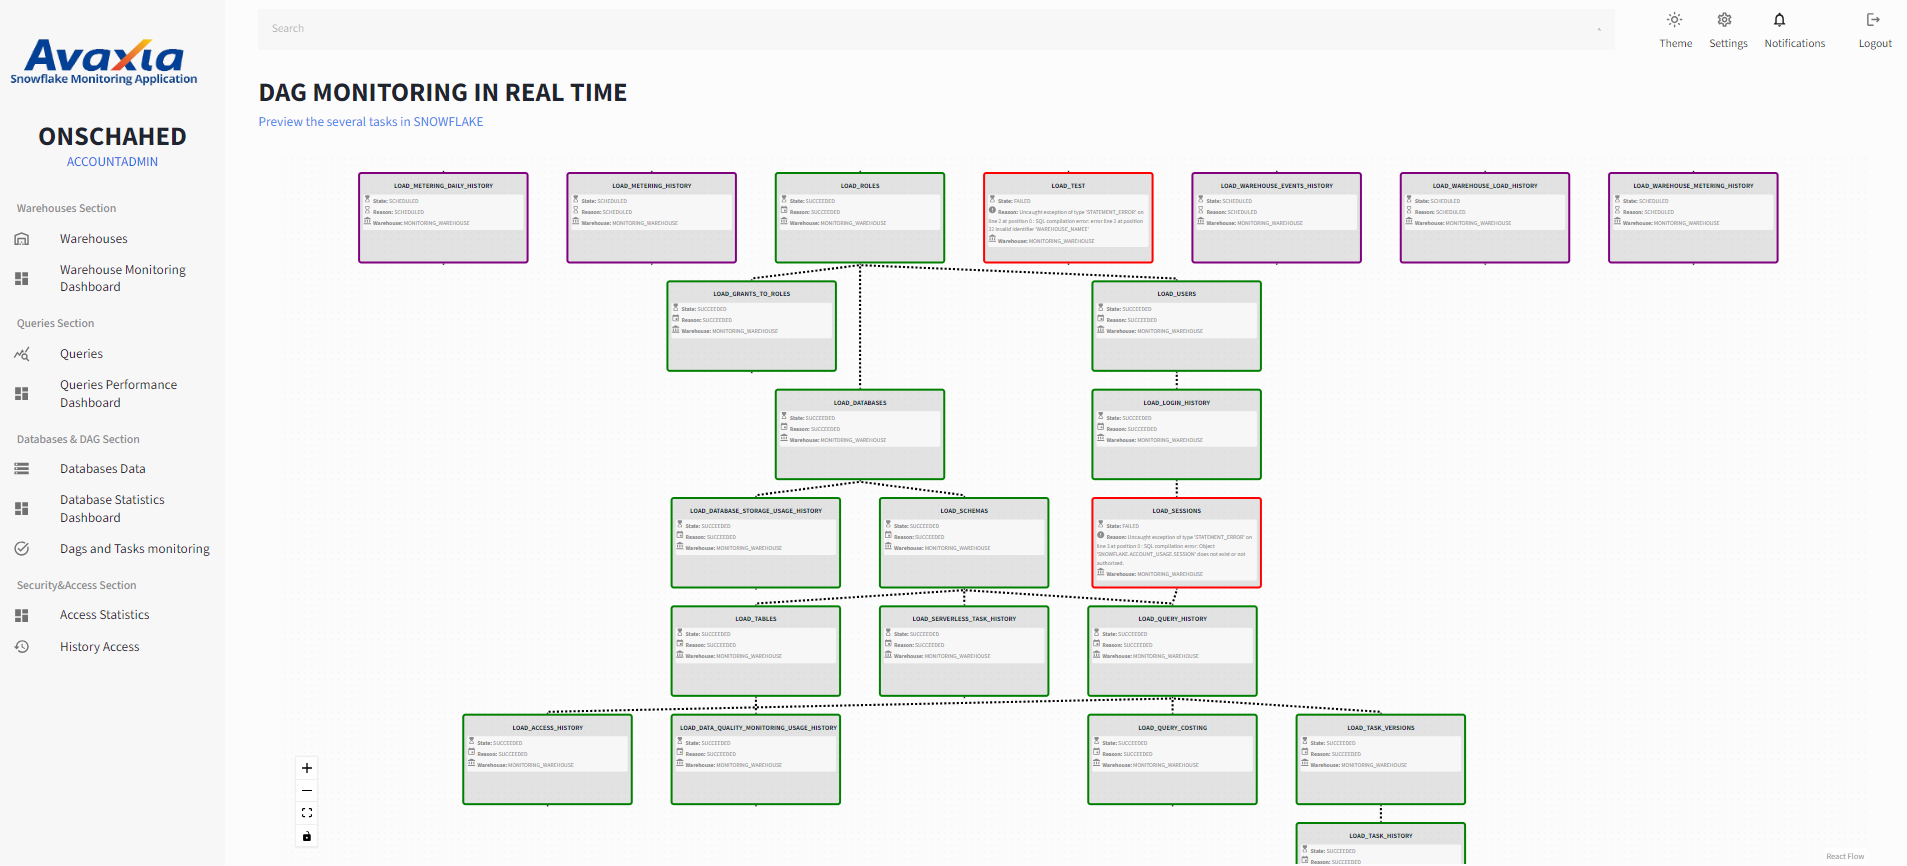 Avaxia
Snowflake Monitoring Application
ONSCHAHED
ACCOUNTADMIN
Warehouses Section
Warehouses
Warehouse Monitoring
Dashboard
Queries Section
Queries
Queries Performance
Dashboard
Databases & DAG Section
Databases Data
Database Statistics
Dashboard
Dags and Tasks monitoring
Security&Access Section
Access Statistics
History Access
Search
Theme
Settings
Notifications
Logout
DAG MONITORING IN REAL TIME
Preview the several tasks in SNOWFLAKE
LOAD_METERING_DAILY_HISTORY
State: SCHEDULED
Reason: SCHEDULED
Warehouse: MONITORING_WAREHOUSE
LOAD_METERING_HISTORY
State: SCHEDULED
Reason: SCHEDULED
Warehouse: MONITORING_WAREHOUSE
LOAD_ROLES
State: SUCCEEDED
Reason: SUCCEEDED
Warehouse: MONITORING_WAREHOUSE
LOAD_TEST
State: FAILED
Reason: Uncaught exception of type 'STATEMENT_ERROR' on
line 2 at position 0 : SQL compilation error: error line 2 at position
22 invalid identifier 'WAREHOUSE_NAMEE'
Warehouse: MONITORING_WAREHOUSE
LOAD_WAREHOUSE_EVENTS_HISTORY
State: SCHEDULED
Reason: SCHEDULED
Warehouse: MONITORING_WAREHOUSE
LOAD_WAREHOUSE_LOAD_HISTORY
State: SCHEDULED
Reason: SCHEDULED
Warehouse: MONITORING_WAREHOUSE
LOAD_WAREHOUSE_METERING_HISTORY
State: SCHEDULED
Reason: SCHEDULED
Warehouse: MONITORING_WAREHOUSE
LOAD_GRANTS_TO_ROLES
State: SUCCEEDED
Reason: SUCCEEDED
Warehouse: MONITORING_WAREHOUSE
LOAD_USERS
State: SUCCEEDED
Reason: SUCCEEDED
Warehouse: MONITORING_WAREHOUSE
LOAD_DATABASES
State: SUCCEEDED
Reason: SUCCEEDED
Warehouse: MONITORING_WAREHOUSE
LOAD_LOGIN_HISTORY
State: SUCCEEDED
Reason: SUCCEEDED
Warehouse: MONITORING_WAREHOUSE
LOAD_DATABASE_STORAGE_USAGE_HISTORY
State: SUCCEEDED
Reason: SUCCEEDED
Warehouse: MONITORING_WAREHOUSE
LOAD_SCHEMAS
State: SUCCEEDED
Reason: SUCCEEDED
Warehouse: MONITORING_WAREHOUSE
LOAD_SESSIONS
State: FAILED
Reason: Uncaught exception of type 'STATEMENT_ERROR' on
line 3 at position 0 : SQL compilation error: Object
'SNOWFLAKE.ACCOUNT_USAGE.SESSION' does not exist or not
authorized.
Warehouse: MONITORING_WAREHOUSE
LOAD_TABLES
State: SUCCEEDED
Reason: SUCCEEDED
Warehouse: MONITORING_WAREHOUSE
LOAD_SERVERLESS_TASK_HISTORY
State: SUCCEEDED
Reason: SUCCEEDED
Warehouse: MONITORING_WAREHOUSE
LOAD_QUERY_HISTORY
State: SUCCEEDED
Reason: SUCCEEDED
Warehouse: MONITORING_WAREHOUSE
LOAD_ACCESS_HISTORY
State: SUCCEEDED
Reason: SUCCEEDED
Warehouse: MONITORING_WAREHOUSE
LOAD_DATA_QUALITY_MONITORING_USAGE_HISTORY
State: SUCCEEDED
Reason: SUCCEEDED
Warehouse: MONITORING_WAREHOUSE
LOAD_QUERY_COSTING
State: SUCCEEDED
Reason: SUCCEEDED
Warehouse: MONITORING_WAREHOUSE
LOAD_TASK_VERSIONS
State: SUCCEEDED
Reason: SUCCEEDED
Warehouse: MONITORING_WAREHOUSE
LOAD_TASK_HISTORY
State: SUCCEEDED
Reason: SUCCEEDED
React Flow